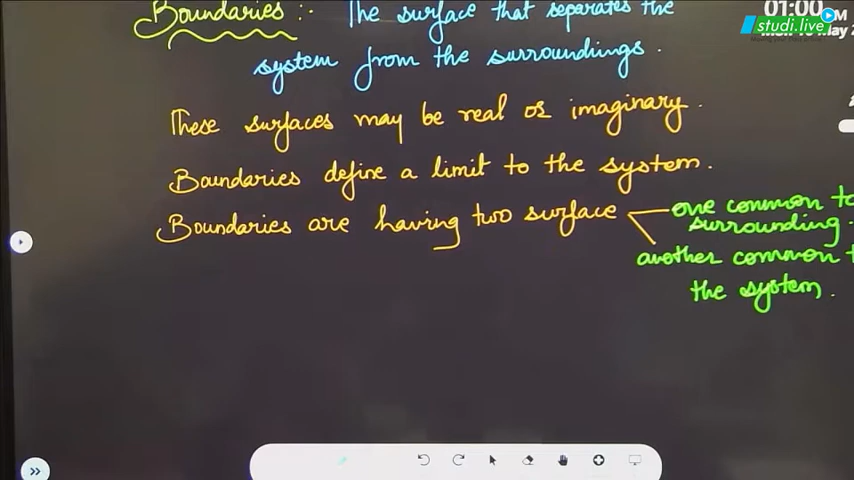 Boundaries :- The surface that separates the
system from the surroundings.
These surfaces may be real or imaginary.
Boundaries define a limit to the system.
Boundaries are having two surface
one common to
surrounding.
another common
the system.
01:00
studi.live
May